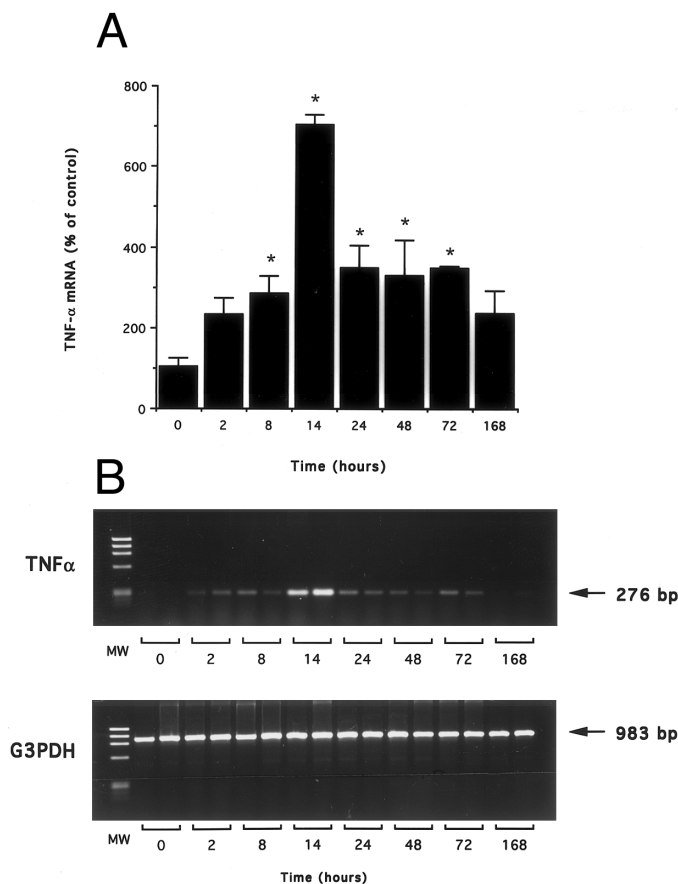 A
TNF-α mRNA (% of control)
800
600
400
200
0
* * * * *
0 2 8 14 24 48 72 168
Time (hours)
B
TNFα
276 bp
MW 0 2 8 14 24 48 72 168
G3PDH
983 bp
MW 0 2 8 14 24 48 72 168
Time (hours)